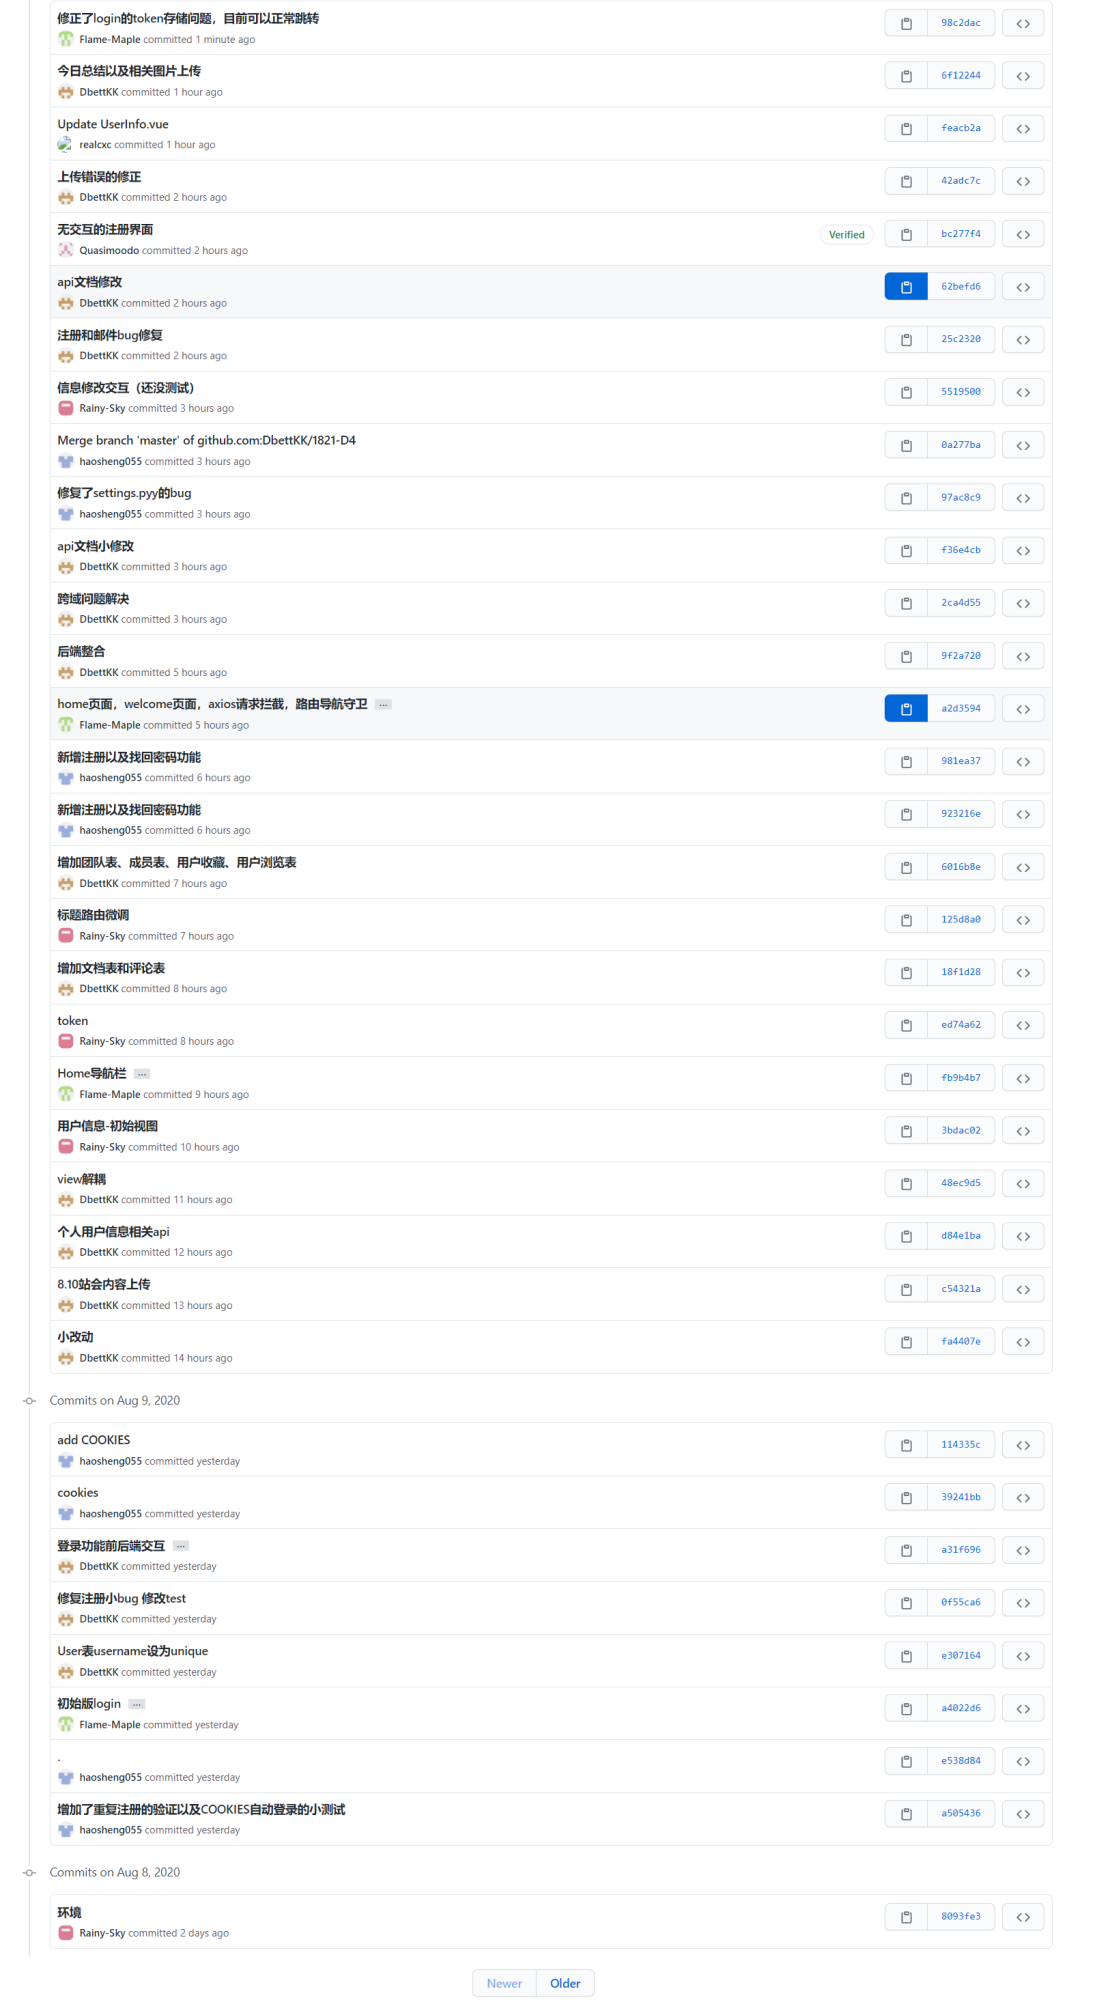 修正了login的token存储问题，目前可以正常跳转
98c2dac
Flame-Maple committed 1 minute ago
今日总结以及相关图片上传
6f12244
DbettKK committed 1 hour ago
Update UserInfo.vue
feacb2a
realcxc committed 1 hour ago
上传错误的修正
42adc7c
DbettKK committed 2 hours ago
无交互的注册界面
Verified
bc277f4
Quasimoodo committed 2 hours ago
api文档修改
62befd6
DbettKK committed 2 hours ago
注册和邮件bug修复
25c2320
DbettKK committed 2 hours ago
信息修改交互（还没测试）
5519500
Rainy-Sky committed 3 hours ago
Merge branch 'master' of github.com:DbettKK/1821-D4
0a277ba
haosheng055 committed 3 hours ago
修复了settings.pyy的bug
97ac8c9
haosheng055 committed 3 hours ago
api文档小修改
f36e4cb
DbettKK committed 3 hours ago
跨域问题解决
2ca4d55
DbettKK committed 3 hours ago
后端整合
9f2a720
DbettKK committed 5 hours ago
home页面，welcome页面，axios请求拦截，路由导航守卫 …
a2d3594
Flame-Maple committed 5 hours ago
新增注册以及找回密码功能
981ea37
haosheng055 committed 6 hours ago
新增注册以及找回密码功能
923216e
haosheng055 committed 6 hours ago
增加团队表、成员表、用户收藏、用户浏览表
6016b8e
DbettKK committed 7 hours ago
标题路由微调
125d8a0
Rainy-Sky committed 7 hours ago
增加文档表和评论表
18f1d28
DbettKK committed 8 hours ago
token
ed74a62
Rainy-Sky committed 8 hours ago
Home导航栏 …
fb9b4b7
Flame-Maple committed 9 hours ago
用户信息-初始视图
3bdac02
Rainy-Sky committed 10 hours ago
view解耦
48ec9d5
DbettKK committed 11 hours ago
个人用户信息相关api
d84e1ba
DbettKK committed 12 hours ago
8.10站会内容上传
c54321a
DbettKK committed 13 hours ago
小改动
fa4407e
DbettKK committed 14 hours ago
Commits on Aug 9, 2020
add COOKIES
114335c
haosheng055 committed yesterday
cookies
39241bb
haosheng055 committed yesterday
登录功能前后端交互 …
a31f696
DbettKK committed yesterday
修复注册小bug 修改test
0f55ca6
DbettKK committed yesterday
User表username设为unique
e307164
DbettKK committed yesterday
初始版login …
a4022d6
Flame-Maple committed yesterday
.
e538d84
haosheng055 committed yesterday
增加了重复注册的验证以及COOKIES自动登录的小测试
a505436
haosheng055 committed yesterday
Commits on Aug 8, 2020
环境
8093fe3
Rainy-Sky committed 2 days ago
Newer Older